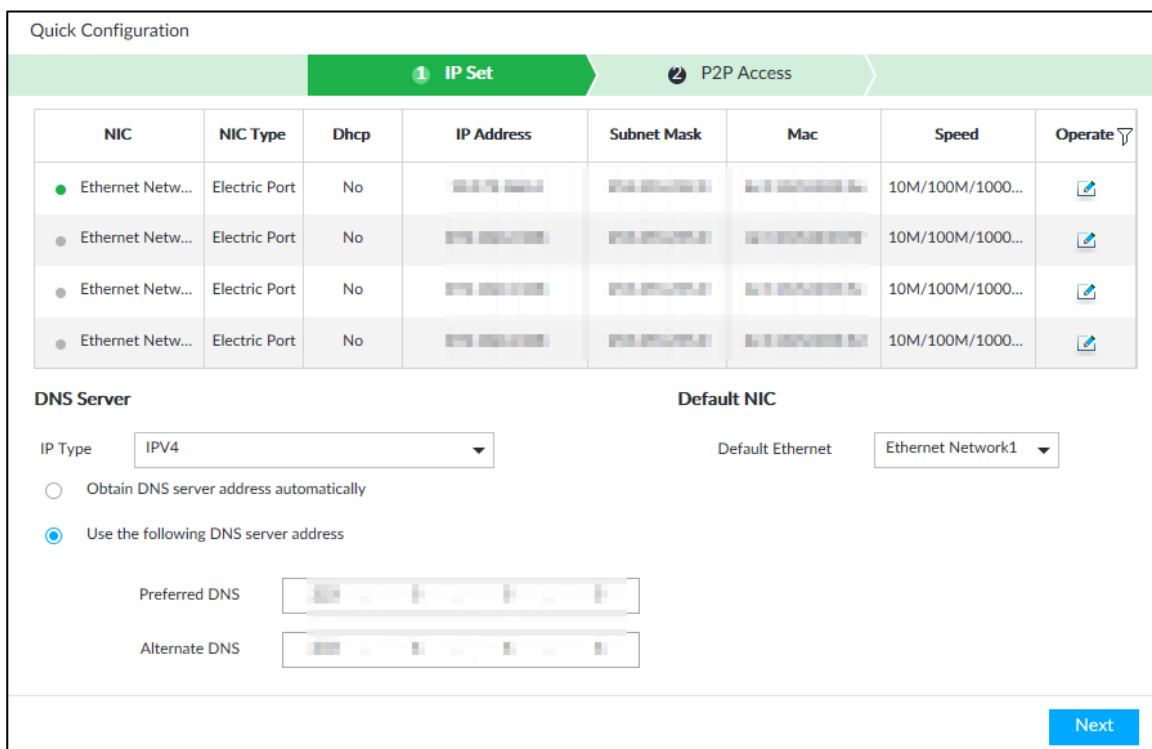 Quick Configuration
1 IP Set 2 P2P Access
NIC NIC Type Dhcp IP Address Subnet Mask Mac Speed Operate
Ethernet Netw... Electric Port No 10M/100M/1000...
Ethernet Netw... Electric Port No 10M/100M/1000...
Ethernet Netw... Electric Port No 10M/100M/1000...
Ethernet Netw... Electric Port No 10M/100M/1000...
DNS Server Default NIC
IP Type IPV4 Default Ethernet Ethernet Network1
Obtain DNS server address automatically
Use the following DNS server address
Preferred DNS
Alternate DNS
Next